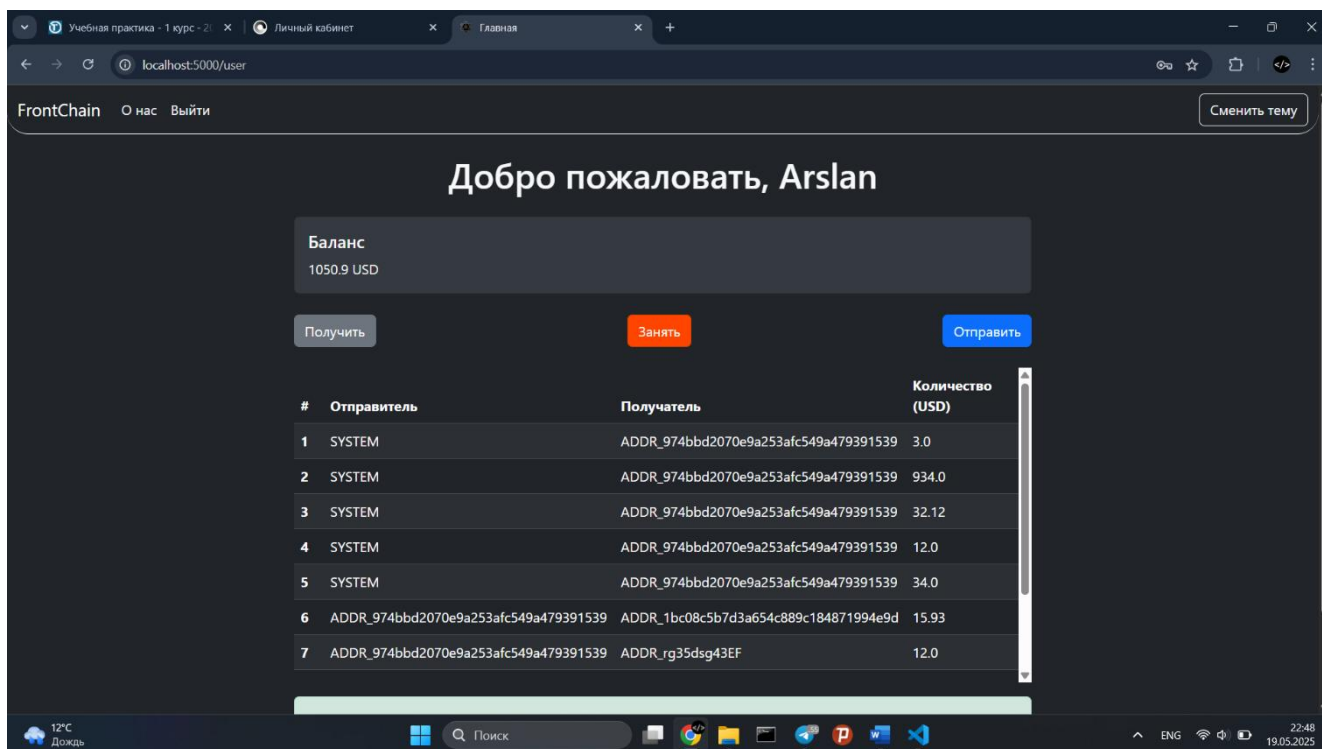 Учебная практика - 1 курс - 2
Личный кабинет
Главная
localhost:5000/user
FrontChain О нас Выйти Сменить тему
Добро пожаловать, Arslan
Баланс
1050.9 USD
Получить Занять Отправить
# Отправитель Получатель Количество (USD)
1 SYSTEM ADDR_974bbd2070e9a253afc549a479391539 3.0
2 SYSTEM ADDR_974bbd2070e9a253afc549a479391539 934.0
3 SYSTEM ADDR_974bbd2070e9a253afc549a479391539 32.12
4 SYSTEM ADDR_974bbd2070e9a253afc549a479391539 12.0
5 SYSTEM ADDR_974bbd2070e9a253afc549a479391539 34.0
6 ADDR_974bbd2070e9a253afc549a479391539 ADDR_1bc08c5b7d3a654c889c184871994e9d 15.93
7 ADDR_974bbd2070e9a253afc549a479391539 ADDR_rg35dsg43EF 12.0
12°C
Дождь
Поиск
ENG
22:48
19.05.2025